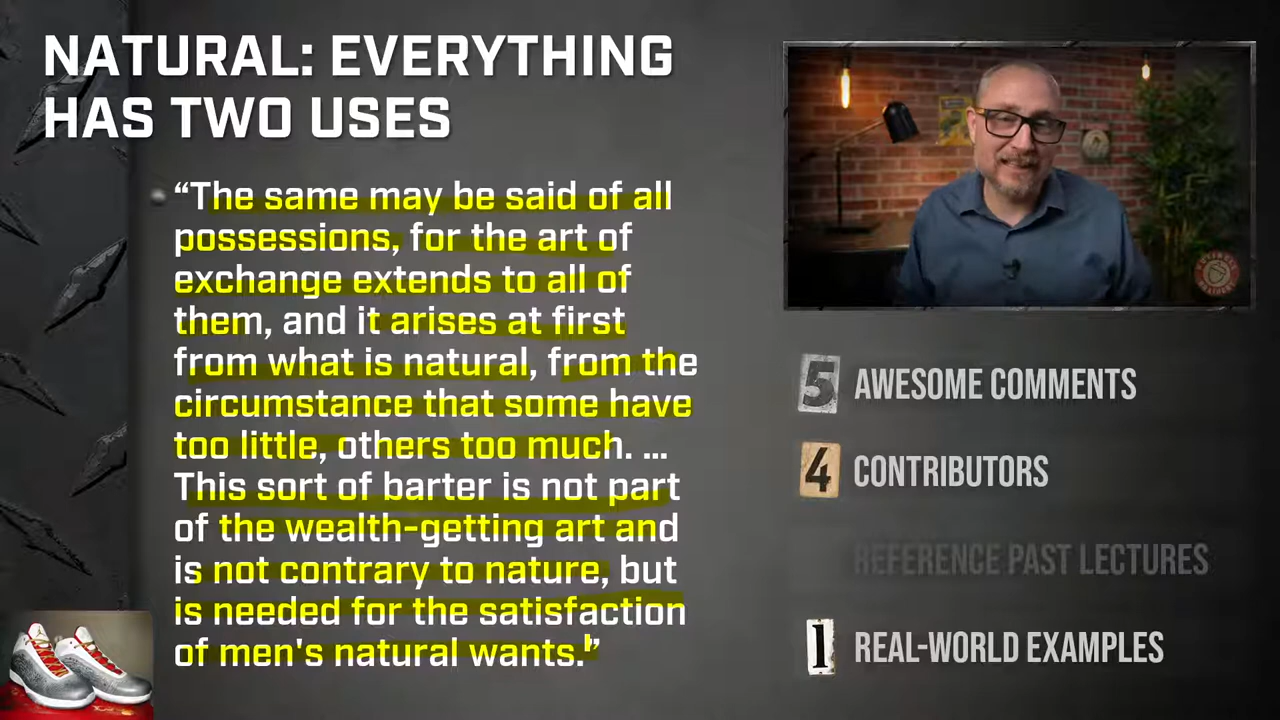 NATURAL: EVERYTHING
HAS TWO USES
“The same may be said of all
possessions, for the art of
exchange extends to all of
them, and it arises at first
from what is natural, from the
circumstance that some have
too little, others too much. ...
This sort of barter is not part
of the wealth-getting art and
is not contrary to nature, but
is needed for the satisfaction
of men's natural wants.'”
5 AWESOME COMMENTS
4 CONTRIBUTORS
REFERENCE PAST LECTURES
1 REAL-WORLD EXAMPLES